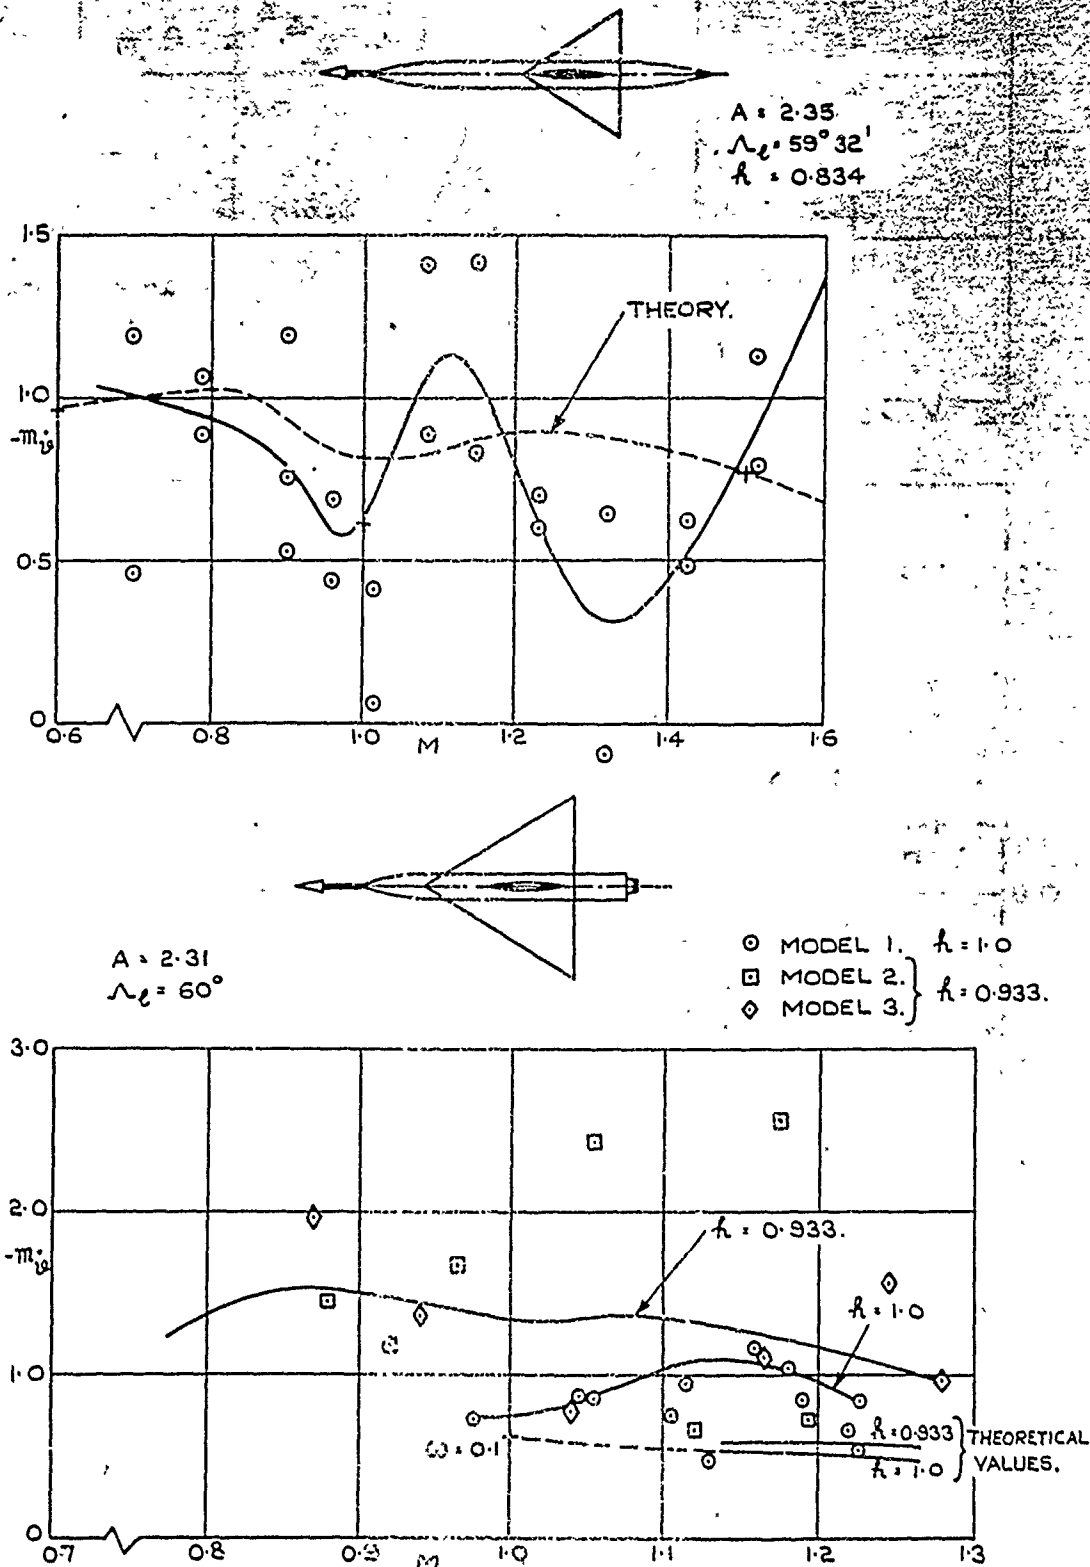 A = 2.35
Λℓ = 59° 32'
h = 0.834
1.5
THEORY.
1.0
-mẇ
0.5
0
0.6 0.8 1.0 M 1.2 1.4 1.6
A = 2.31
Λℓ = 60°
⊙ MODEL 1. h = 1.0
⊡ MODEL 2. } h = 0.933.
MODEL 3.
3.0
2.0
h = 0.933.
-mẇ
h = 1.0
1.0
ω = 0.1
h = 0.933 } THEORETICAL
h = 1.0 VALUES.
0
0.7 0.8 0.9 M 1.0 1.1 1.2 1.3